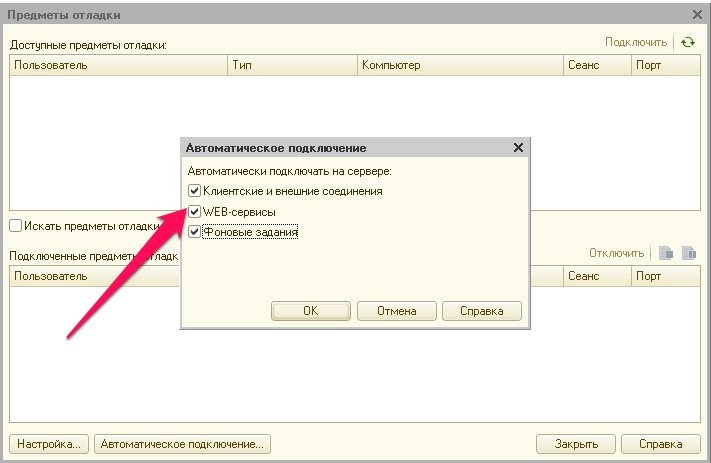 Предметы отладки
Доступные предметы отладки:
Подключить
Пользователь Тип Компьютер Сеанс Порт
Автоматическое подключение
Автоматически подключать на сервере:
Клиентские и внешние соединения
WEB-сервисы
Фоновые задания
OK Отмена Справка
Искать предметы отладки
Подключенные предметы отладк
Отключить
Пользователь Сеанс Порт
Настройка... Автоматическое подключение... Закрыть Справка